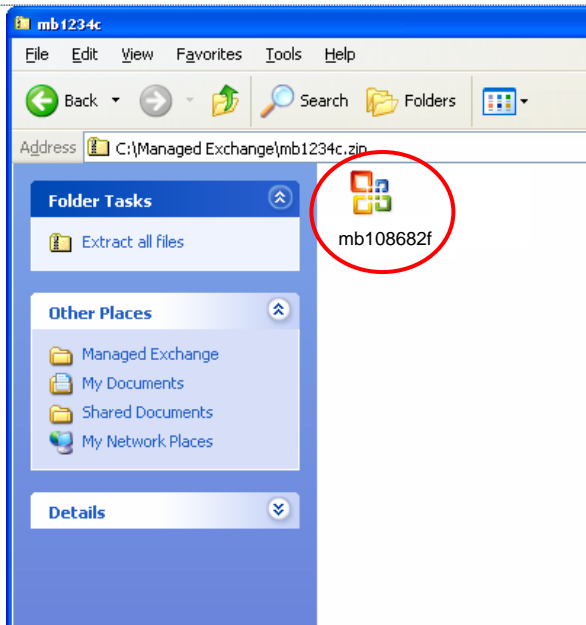 mb1234c
File Edit View Favorites Tools Help
Back Search Folders
Address C:\Managed Exchange\mb1234c.zip
Folder Tasks
Extract all files
mb108682f
Other Places
Managed Exchange
My Documents
Shared Documents
My Network Places
Details